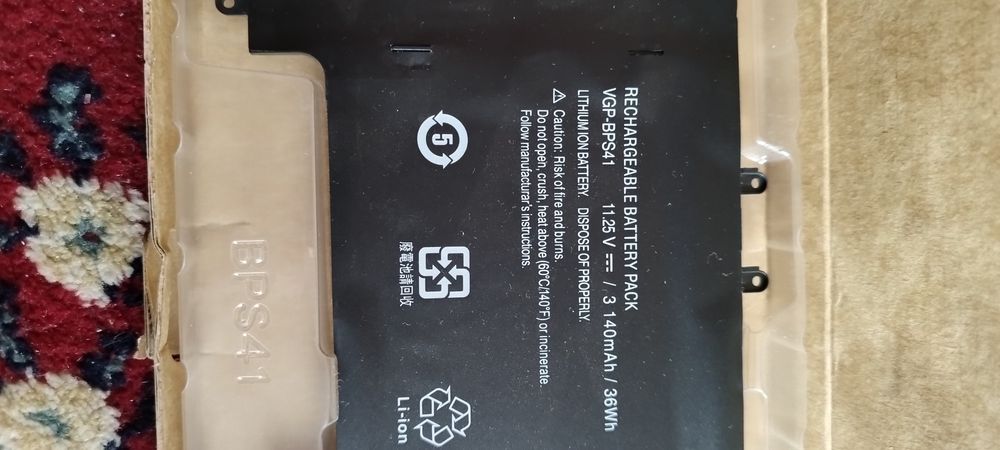 RECHARGEABLE BATTERY PACK
VGP-BPS41 11.25 V ⎓ / 3 140mAh / 36Wh
LITHIUM ION BATTERY. DISPOSE OF PROPERLY.
⚠ Caution: Risk of fire and burns.
Do not open, crush, heat above (60°C/140°F) or incinerate.
Follow manufacturar's instructions.
5
廢電池請回收
Li-ion
BPS41